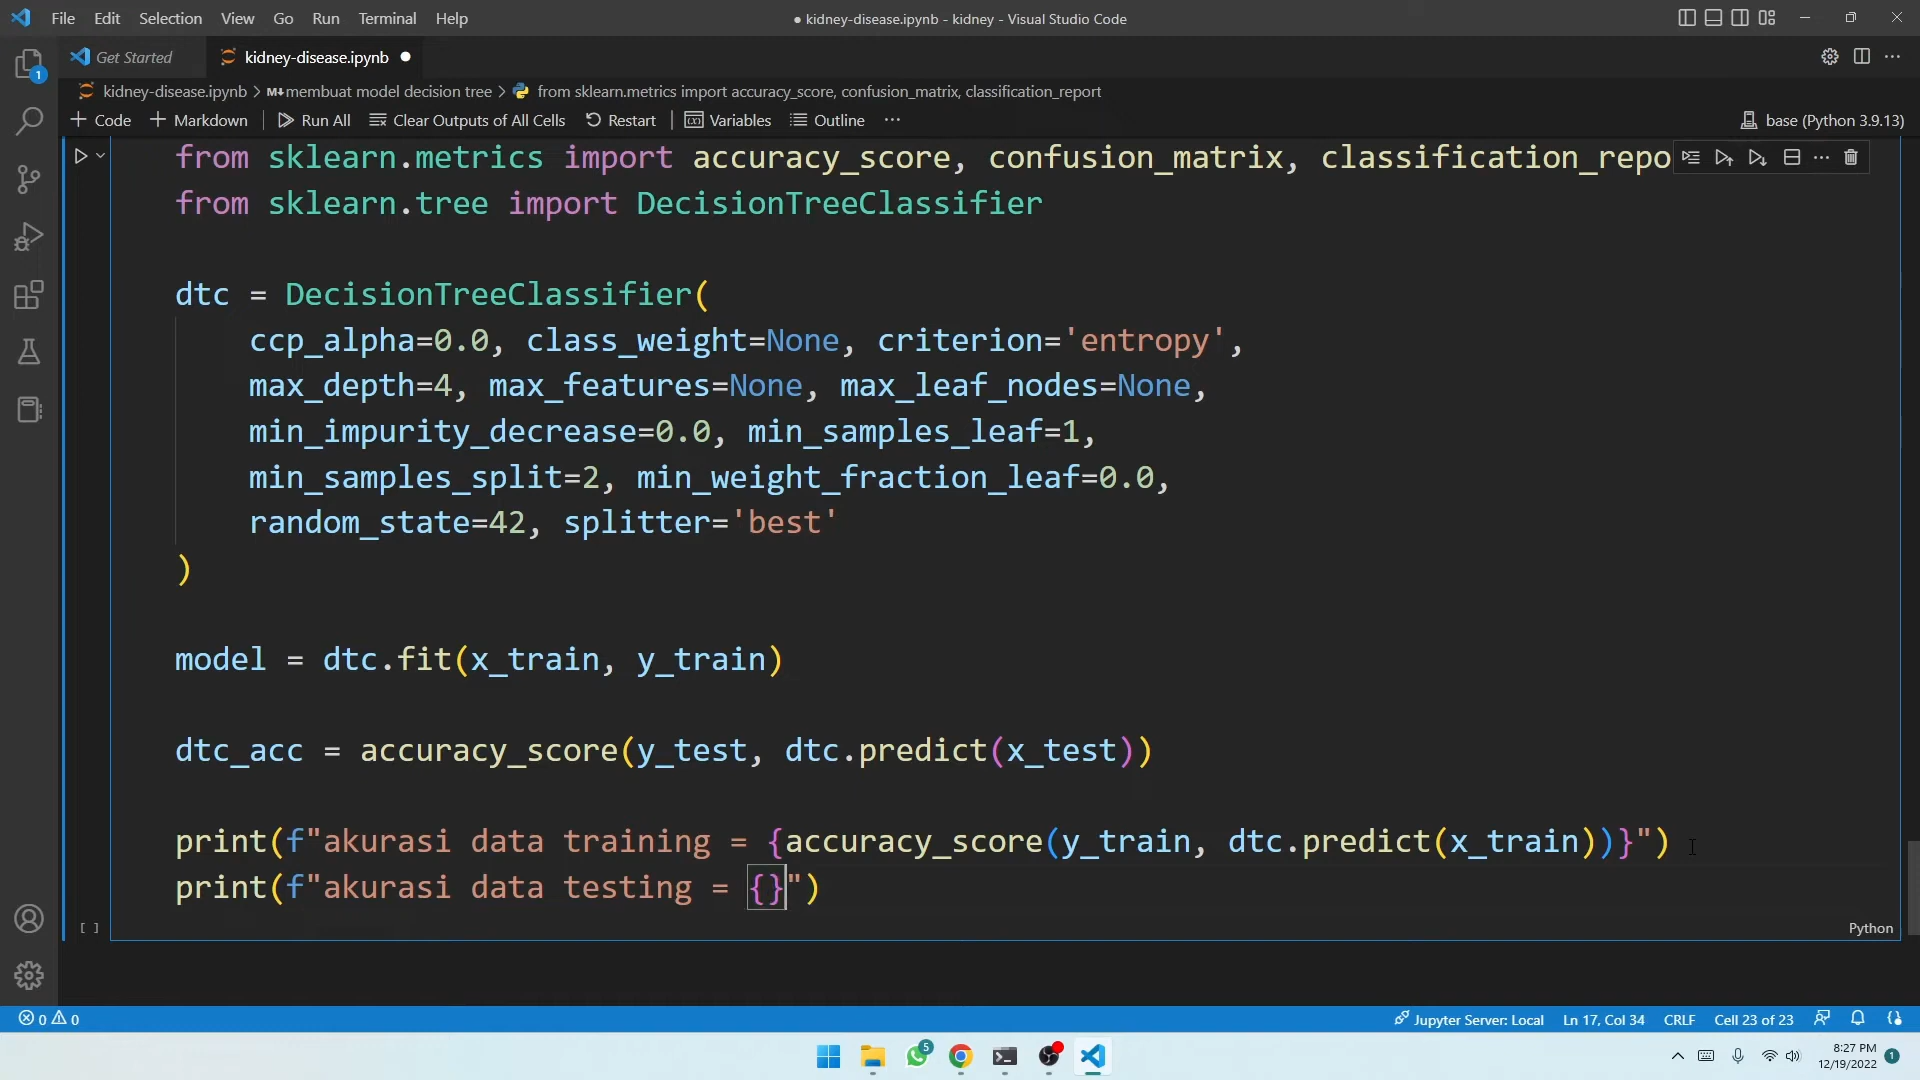 File Edit Selection View Go Run Terminal Help
● kidney-disease.ipynb - kidney - Visual Studio Code
Get Started
kidney-disease.ipynb ●
kidney-disease.ipynb > M↓membuat model decision tree > from sklearn.metrics import accuracy_score, confusion_matrix, classification_report
+ Code + Markdown Run All Clear Outputs of All Cells Restart Variables Outline ···
base (Python 3.9.13)
1
from sklearn.metrics import accuracy_score, confusion_matrix, classification_repo
from sklearn.tree import DecisionTreeClassifier
dtc = DecisionTreeClassifier(
ccp_alpha=0.0, class_weight=None, criterion='entropy',
max_depth=4, max_features=None, max_leaf_nodes=None,
min_impurity_decrease=0.0, min_samples_leaf=1,
min_samples_split=2, min_weight_fraction_leaf=0.0,
random_state=42, splitter='best'
)
model = dtc.fit(x_train, y_train)
dtc_acc = accuracy_score(y_test, dtc.predict(x_test))
print(f"akurasi data training = {accuracy_score(y_train, dtc.predict(x_train))}")
print(f"akurasi data testing = {}")
[ ]
Python
0 0
Jupyter Server: Local Ln 17, Col 34 CRLF Cell 23 of 23
5
8:27 PM
12/19/2022
1